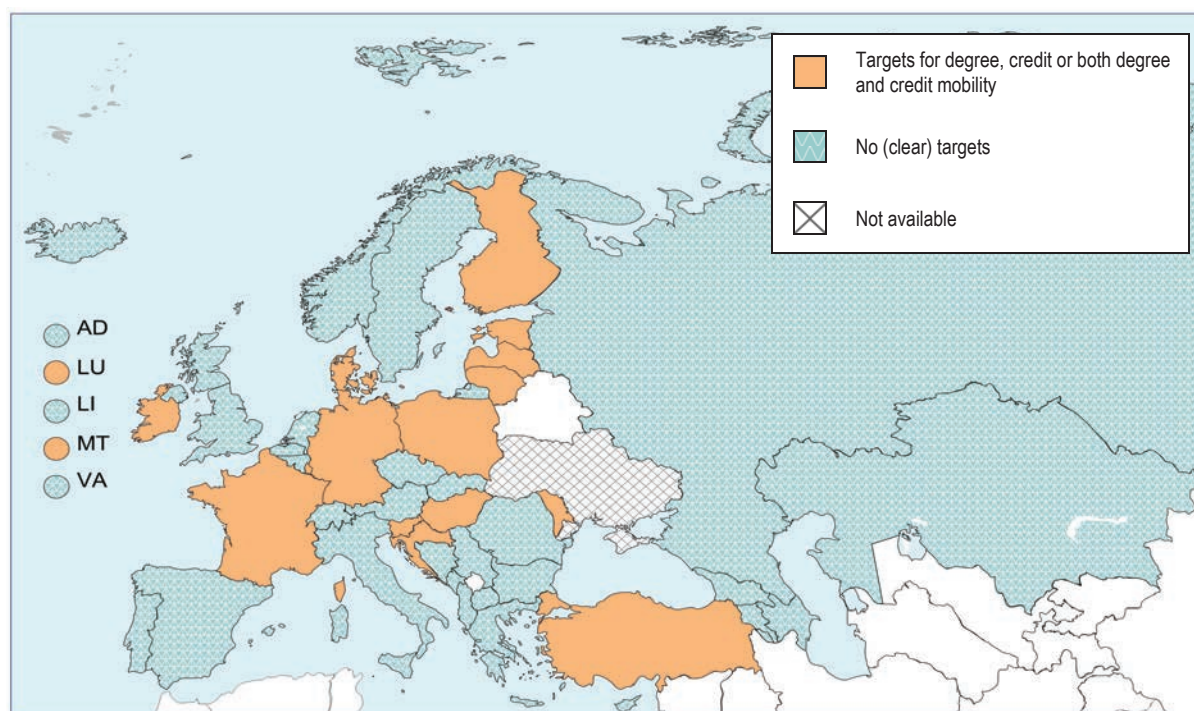 Targets for degree, credit or both degree
and credit mobility
No (clear) targets
Not available
AD
LU
LI
MT
VA